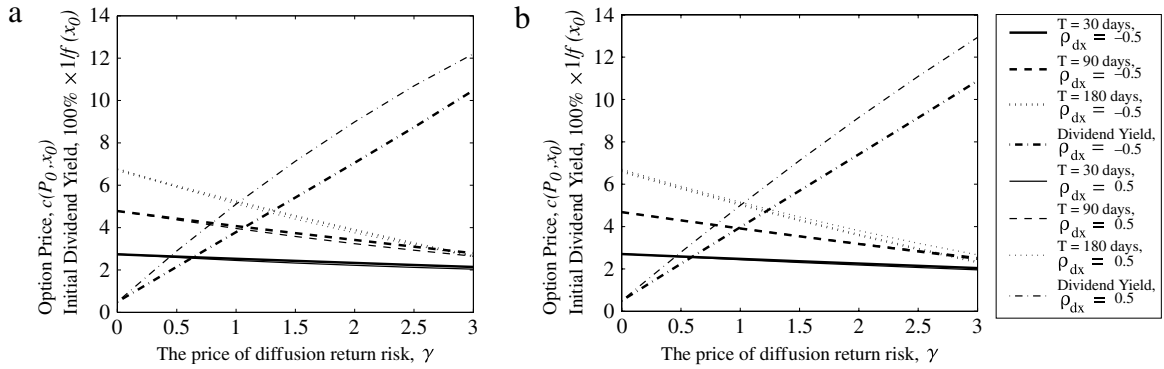 a
14
12
10
8
6
4
2
0
0
0.5
1
1.5
2
2.5
3
Option Price, c(P0,x0)
Initial Dividend Yield, 100% × 1/ff (x0)
The price of diffusion return risk, γ
b
14
12
10
8
6
4
2
0
0
0.5
1
1.5
2
2.5
3
Option Price, c(P0,x0)
Initial Dividend Yield, 100% × 1/ff (x0)
The price of diffusion return risk, γ
T = 30 days,
ρdx = –0.5
T = 90 days,
ρdx = –0.5
T = 180 days,
ρdx = –0.5
Dividend Yield,
ρdx = –0.5
T = 30 days,
ρdx = 0.5
T = 90 days,
ρdx = 0.5
T = 180 days,
ρdx = 0.5
Dividend Yield,
ρdx = 0.5